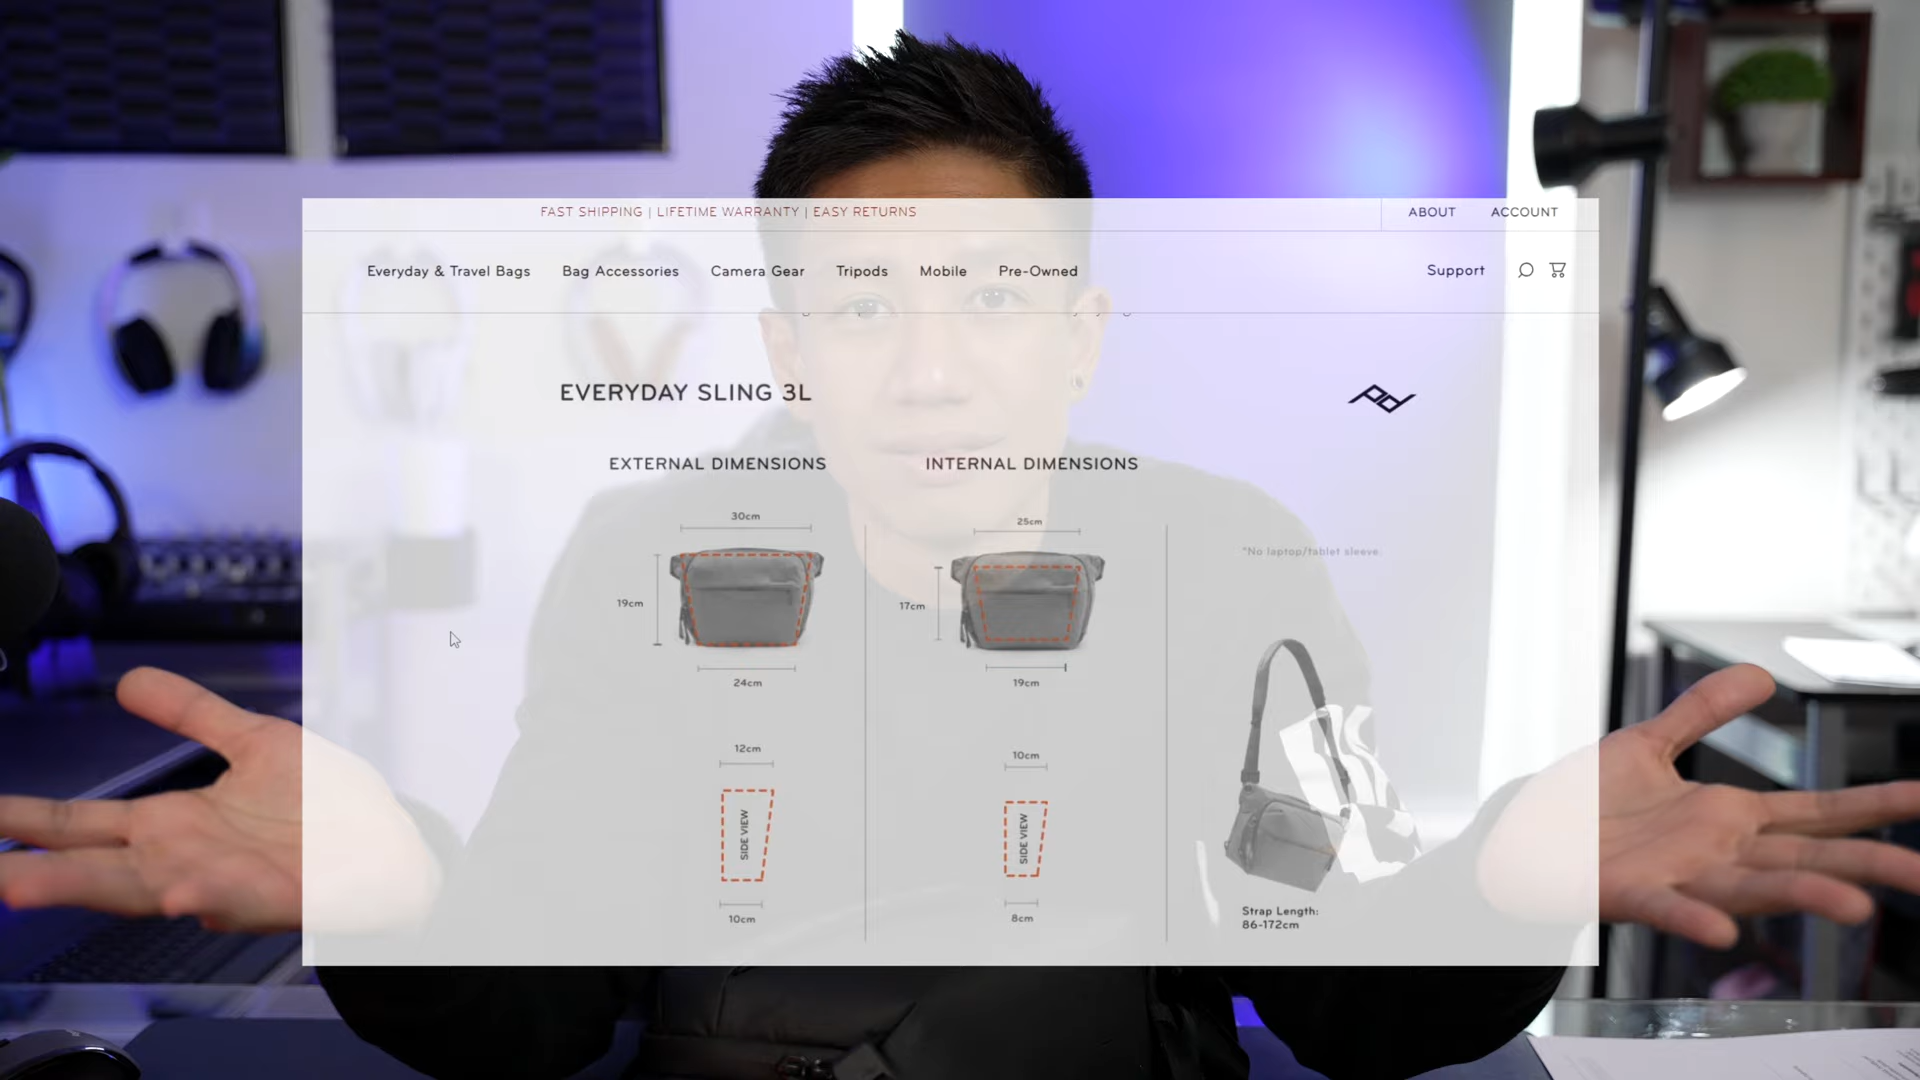 FAST SHIPPING | LIFETIME WARRANTY | EASY RETURNS
ABOUT
ACCOUNT
Everyday & Travel Bags
Bag Accessories
Camera Gear
Tripods
Mobile
Pre-Owned
Support
EVERYDAY SLING 3L
EXTERNAL DIMENSIONS
INTERNAL DIMENSIONS
30cm
25cm
*No laptop/tablet sleeve.
19cm
17cm
24cm
19cm
12cm
10cm
SIDE VIEW
SIDE VIEW
10cm
8cm
Strap Length:
86-172cm